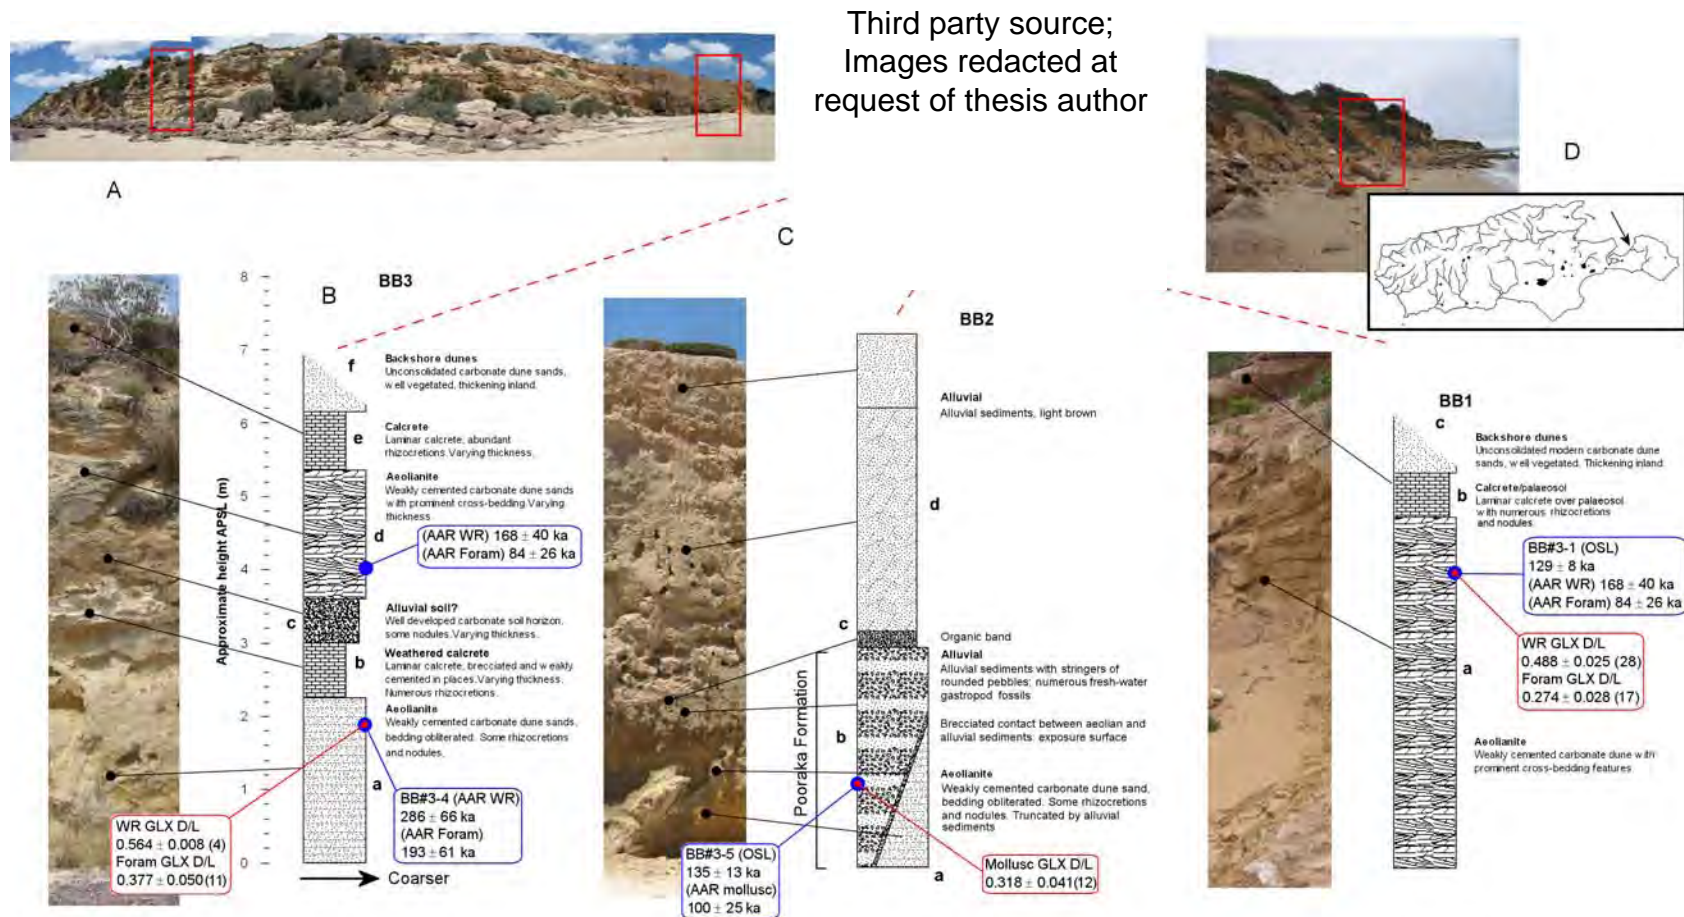 Third party source;
Images redacted at
request of thesis author
A
B
C
D
BB3
8
7
6
5
4
3
2
1
0
Approximate height APSL (m)
f
Backshore dunes
Unconsolidated carbonate dune sands,
well vegetated, thickening inland.
e
Calcrete
Laminar calcrete, abundant
rhizocretions. Varying thickness.
Aeolianite
Weakly cemented carbonate dune sands
with prominent cross-bedding. Varying
thickness
d
(AAR WR) 168 ± 40 ka
(AAR Foram) 84 ± 26 ka
c
Alluvial soil?
Well developed carbonate soil horizon,
some nodules. Varying thickness.
b
Weathered calcrete
Laminar calcrete, brecciated and weakly
cemented in places. Varying thickness.
Numerous rhizocretions.
Aeolianite
Weakly cemented carbonate dune sands,
bedding obliterated. Some rhizocretions
and nodules.
a
WR GLX D/L
0.564 ± 0.008 (4)
Foram GLX D/L
0.377 ± 0.050(11)
BB#3-4 (AAR WR)
286 ± 66 ka
(AAR Foram)
193 ± 61 ka
Coarser
BB2
Alluvial
Alluvial sediments, light brown
d
c
Organic band
Alluvial
Alluvial sediments with stringers of
rounded pebbles; numerous fresh-water
gastropod fossils
Pooraka Formation
b
Brecciated contact between aeolian and
alluvial sediments: exposure surface
Aeolianite
Weakly cemented carbonate dune sand,
bedding obliterated. Some rhizocretions
and nodules. Truncated by alluvial
sediments
a
BB#3-5 (OSL)
135 ± 13 ka
(AAR mollusc)
100 ± 25 ka
Mollusc GLX D/L
0.318 ± 0.041(12)
BB1
c
Backshore dunes
Unconsolidated modern carbonate dune
sands, well vegetated. Thickening inland.
b
Calcrete/palaeosol
Laminar calcrete over palaeosol
with numerous rhizocretions
and nodules.
BB#3-1 (OSL)
129 ± 8 ka
(AAR WR) 168 ± 40 ka
(AAR Foram) 84 ± 26 ka
WR GLX D/L
0.488 ± 0.025 (28)
Foram GLX D/L
0.274 ± 0.028 (17)
a
Aeolianite
Weakly cemented carbonate dune with
prominent cross-bedding features